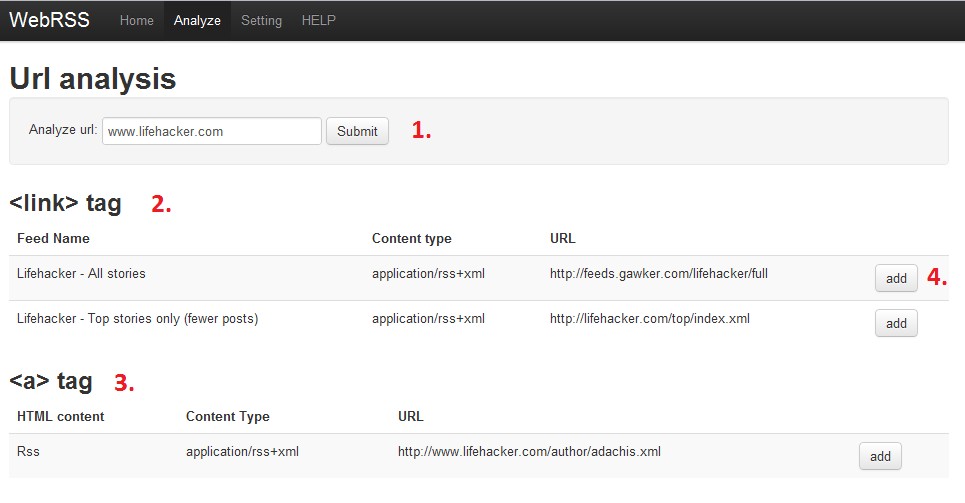 WebRSS Home Analyze Setting HELP
Url analysis
Analyze url: www.lifehacker.com Submit 1.
<link> tag 2.
Feed Name Content type URL
Lifehacker - All stories application/rss+xml http://feeds.gawker.com/lifehacker/full add 4.
Lifehacker - Top stories only (fewer posts) application/rss+xml http://lifehacker.com/top/index.xml add
<a> tag 3.
HTML content Content Type URL
Rss application/rss+xml http://www.lifehacker.com/author/adachis.xml add